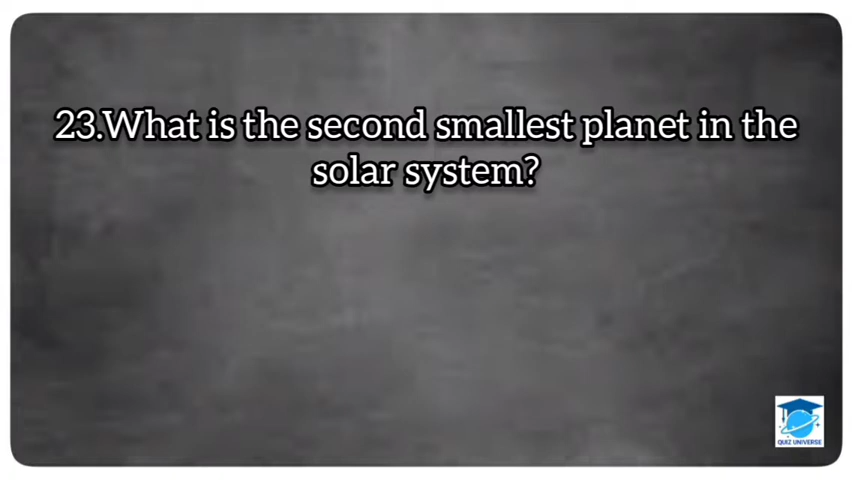 23.What is the second smallest planet in the
solar system?
QUIZ UNIVERSE